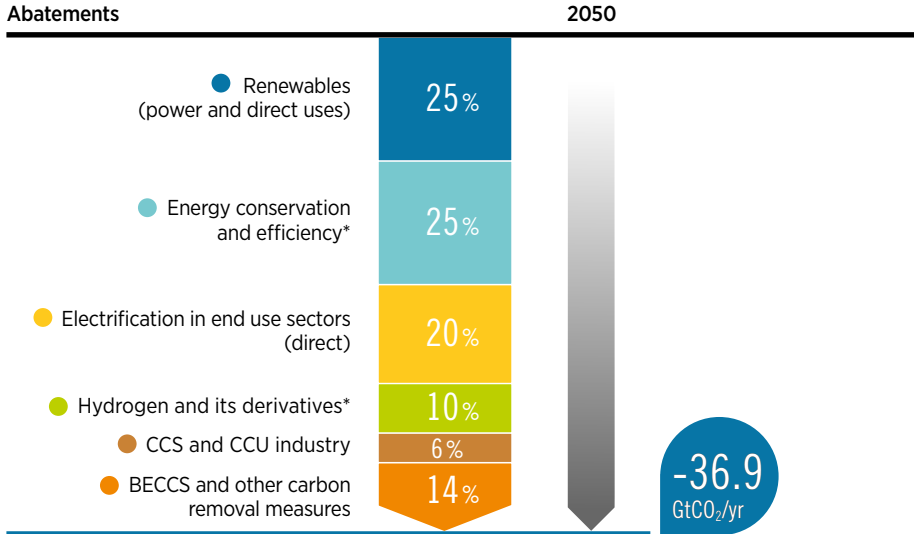 Abatements 2050
Renewables
(power and direct uses)
25%
Energy conservation
and efficiency*
25%
Electrification in end use sectors
(direct)
20%
Hydrogen and its derivatives*
10%
CCS and CCU industry
6%
BECCS and other carbon
removal measures
14%
-36.9
GtCO₂/yr